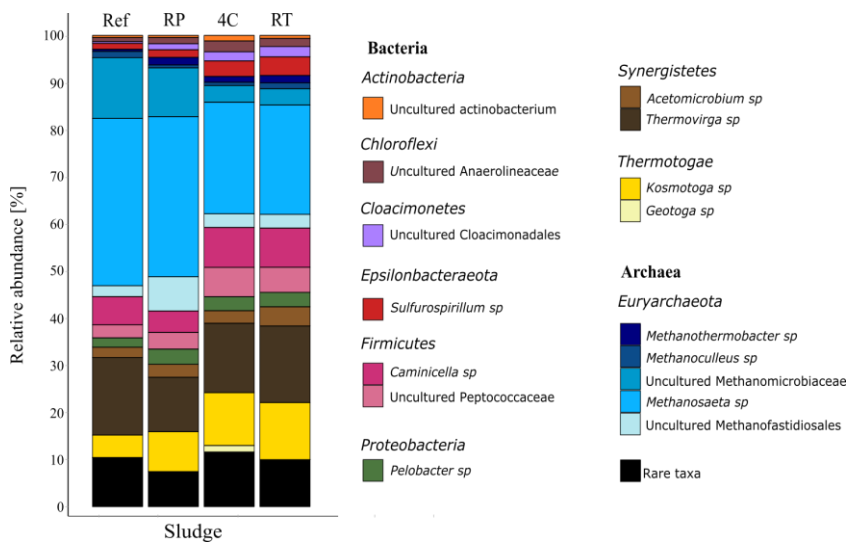 Ref RP 4C RT
100
90
80
70
60
50
40
30
20
10
0
Relative abundance [%]
Sludge
Bacteria
Actinobacteria
Uncultured actinobacterium
Chloroflexi
Uncultured Anaerolineaceae
Cloacimonetes
Uncultured Cloacimonadales
Epsilonbacteraeota
Sulfurospirillum sp
Firmicutes
Caminicella sp
Uncultured Peptococcaceae
Proteobacteria
Pelobacter sp
Synergistetes
Acetomicrobium sp
Thermovirga sp
Thermotogae
Kosmotoga sp
Geotoga sp
Archaea
Euryarchaeota
Methanothermobacter sp
Methanoculleus sp
Uncultured Methanomicrobiaceae
Methanosaeta sp
Uncultured Methanofastidiosales
Rare taxa